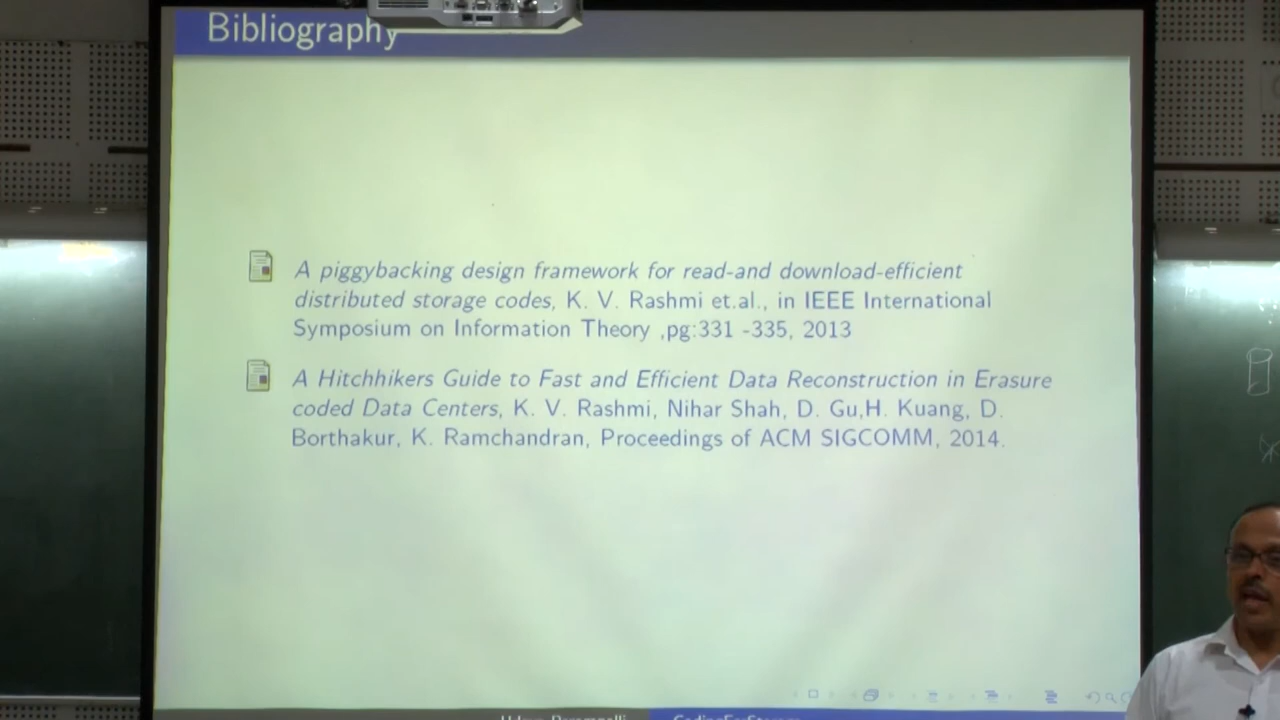 Bibliography
A piggybacking design framework for read-and download-efficient
distributed storage codes, K. V. Rashmi et.al., in IEEE International
Symposium on Information Theory ,pg:331 -335, 2013
A Hitchhikers Guide to Fast and Efficient Data Reconstruction in Erasure
coded Data Centers, K. V. Rashmi, Nihar Shah, D. Gu,H. Kuang, D.
Borthakur, K. Ramchandran, Proceedings of ACM SIGCOMM, 2014.